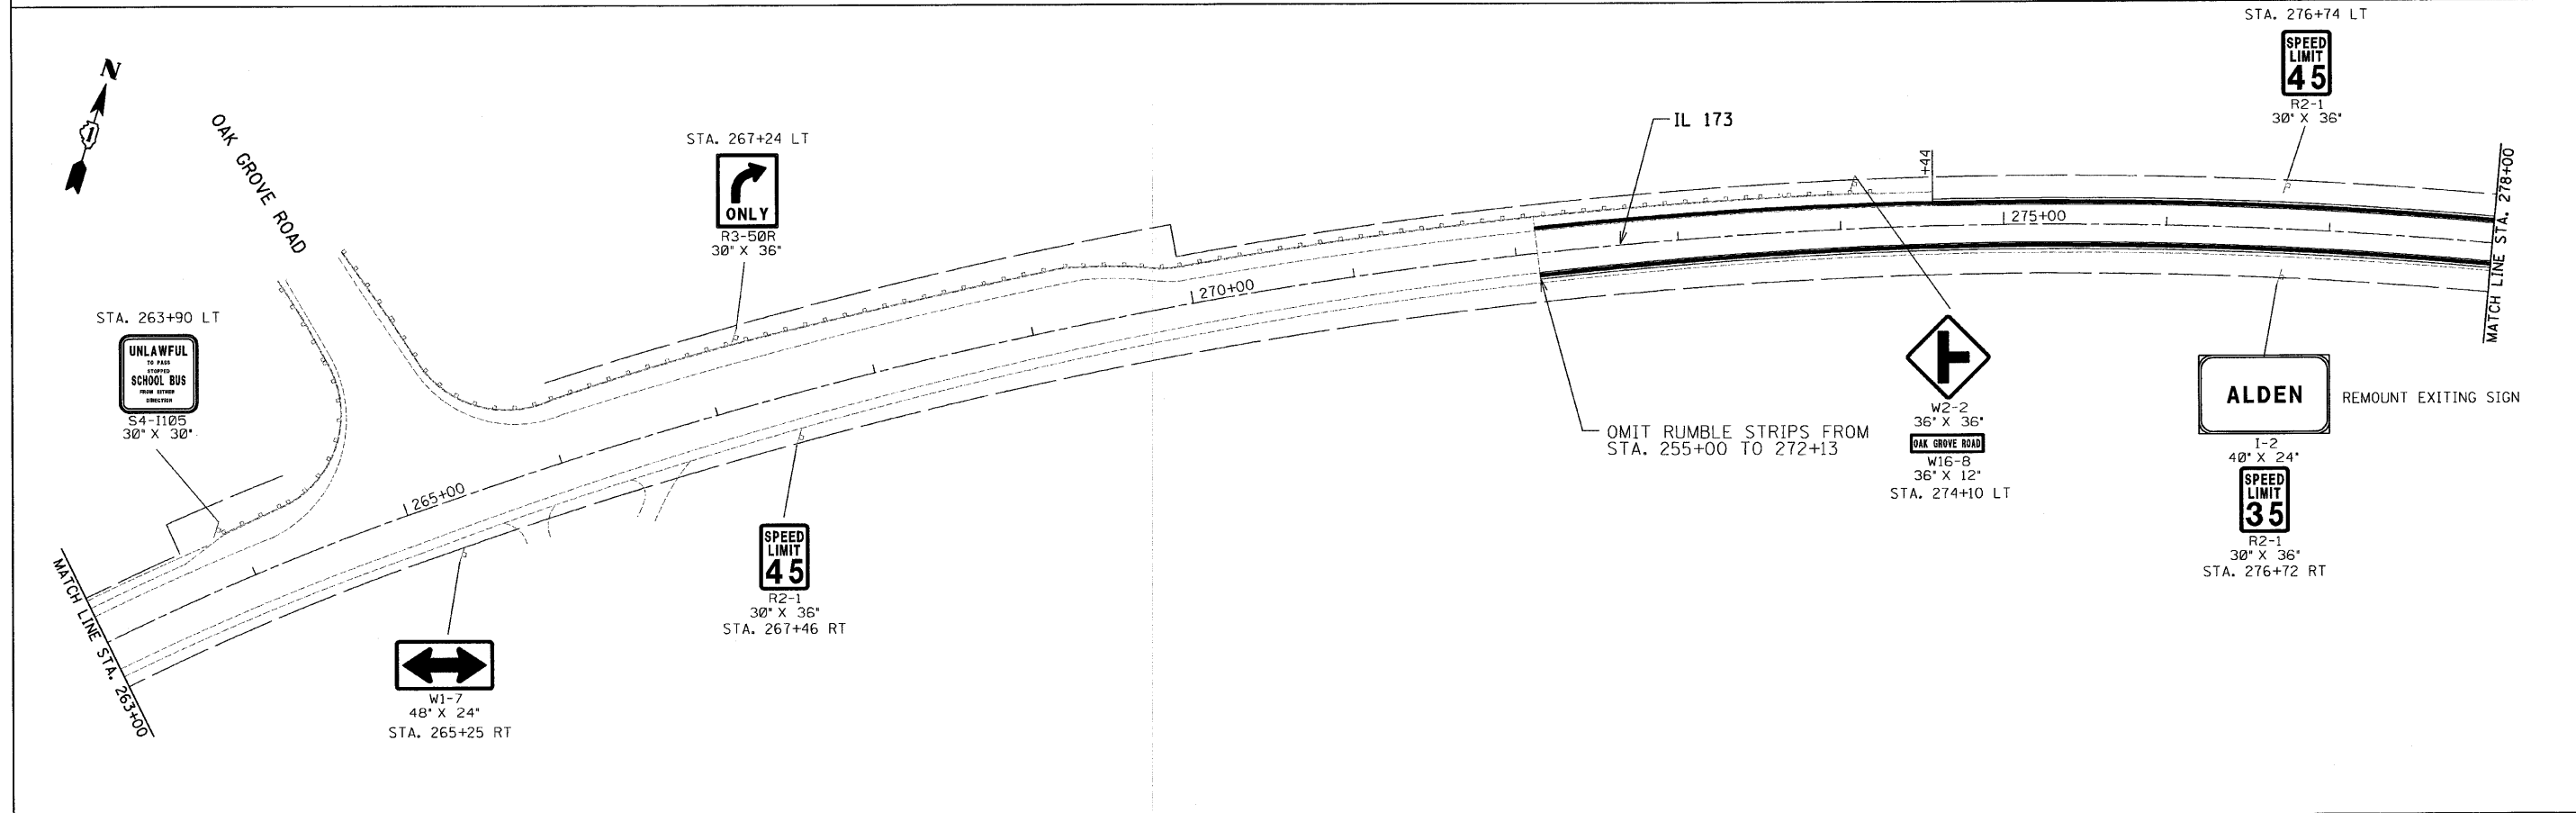 STA. 276+74 LT
SPEED
LIMIT
45
R2-1
30" X 36"
N
1
OAK GROVE ROAD
STA. 267+24 LT
ONLY
R3-50R
30" X 36"
IL 173
+44
275+00
MATCH LINE STA. 278+00
270+00
STA. 263+90 LT
UNLAWFUL
TO PASS
STOPPED
SCHOOL BUS
FROM EITHER
DIRECTION
S4-I105
30" X 30"
265+00
MATCH LINE STA. 263+00
W1-7
48" X 24"
STA. 265+25 RT
SPEED
LIMIT
45
R2-1
30" X 36"
STA. 267+46 RT
OMIT RUMBLE STRIPS FROM
STA. 255+00 TO 272+13
W2-2
36" X 36"
OAK GROVE ROAD
W16-8
36" X 12"
STA. 274+10 LT
ALDEN
REMOUNT EXITING SIGN
I-2
40" X 24"
SPEED
LIMIT
35
R2-1
30" X 36"
STA. 276+72 RT